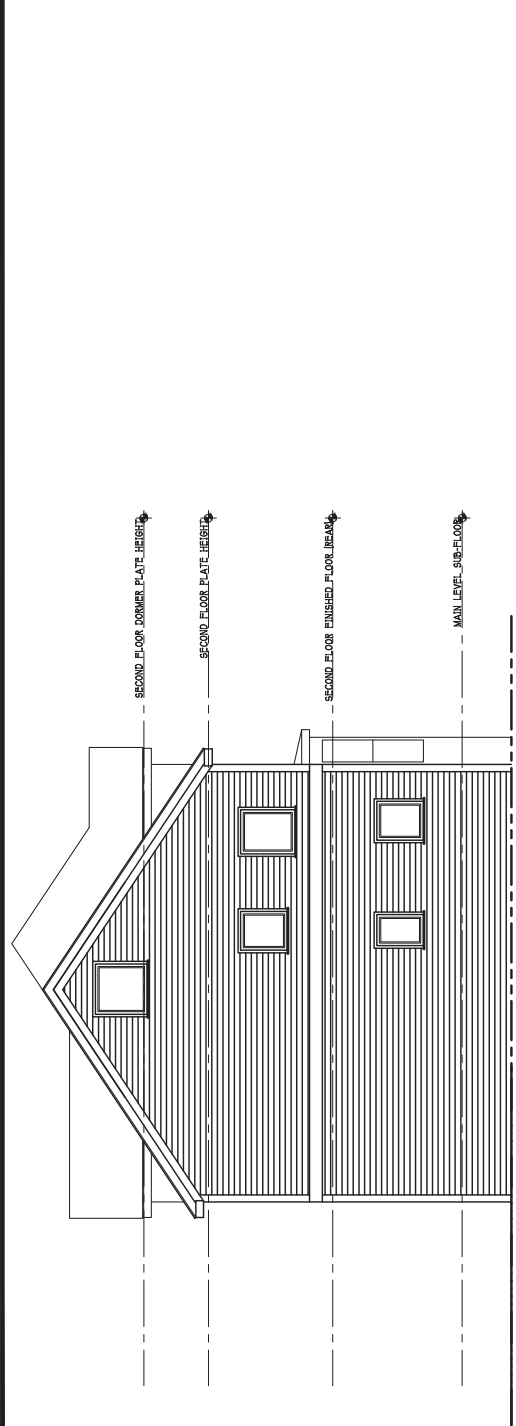 SECOND FLOOR DORMER PLATE HEIGHT
SECOND FLOOR PLATE HEIGHT
SECOND FLOOR FINISHED FLOOR (REAR)
MAIN LEVEL SUB-FLOOR